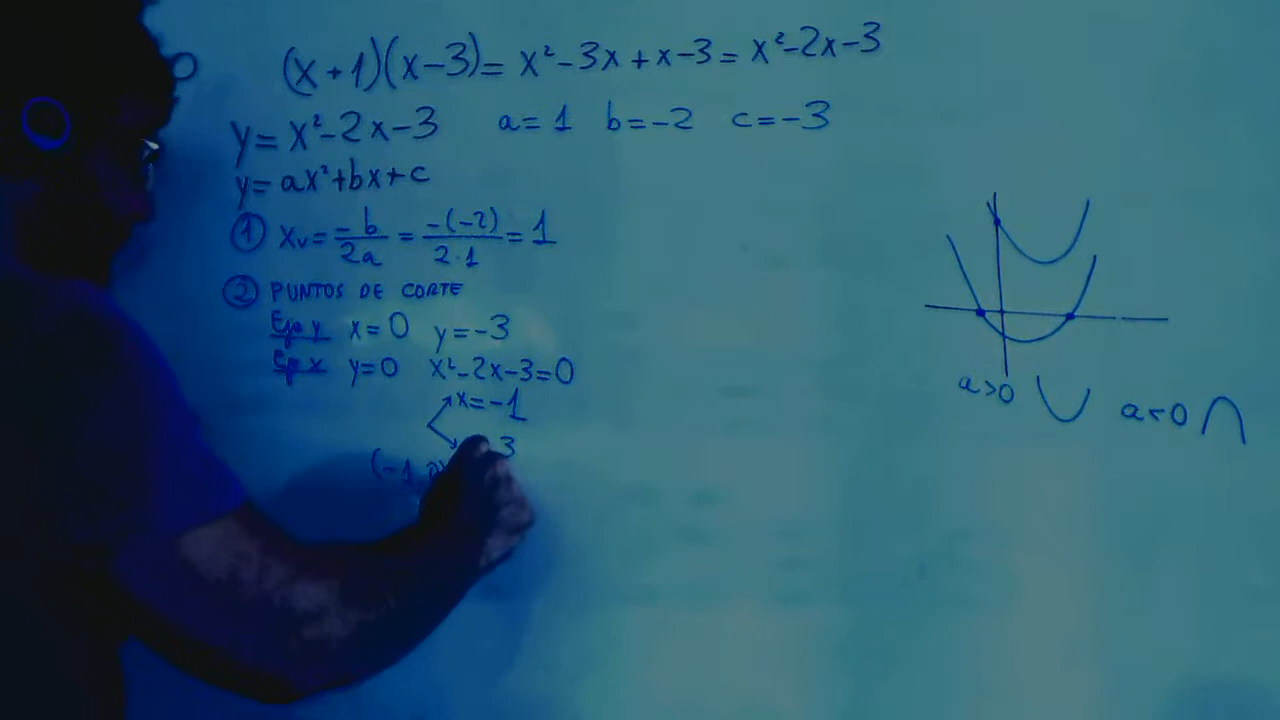 (x+1)(x-3)= x²-3x+x-3= x²-2x-3
y= x²-2x-3 a=1 b=-2 c=-3
y= ax²+bx+c
① Xv= -b/2a = -(-2)/2·1 = 1
② PUNTOS DE CORTE
Eje y x=0 y=-3
Eje x y=0 x²-2x-3=0
x=-1
3
(-1,0)
a>0 a<0